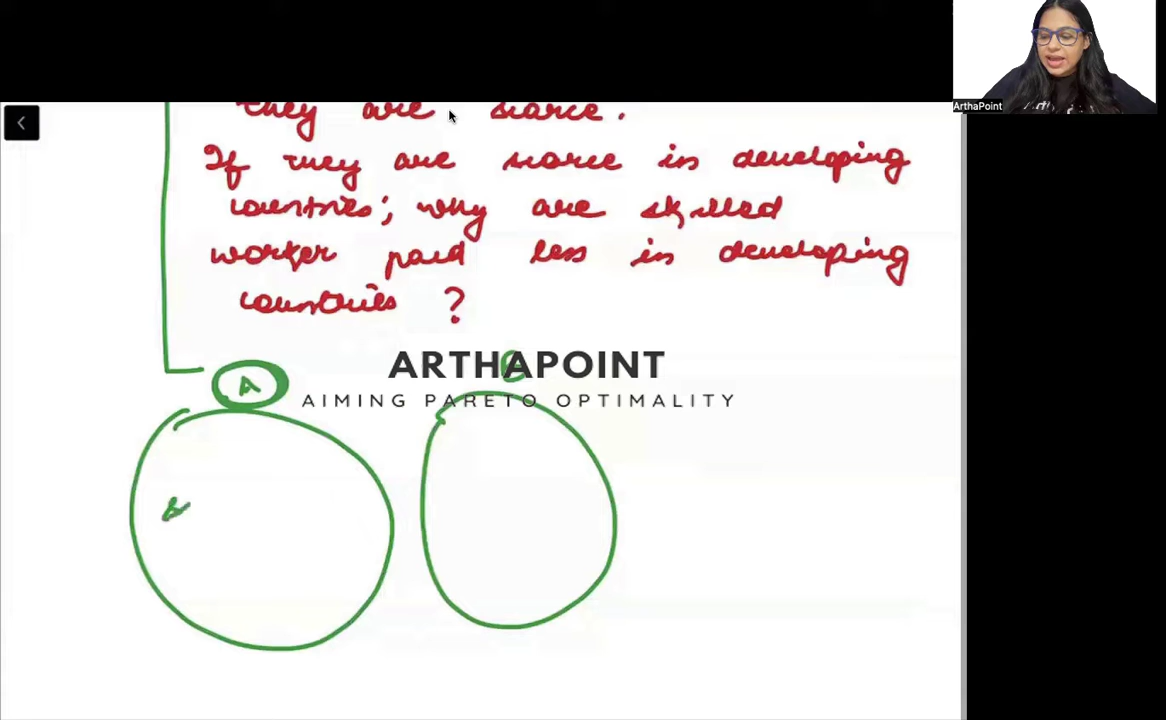 ArthaPoint
they are scarce.
If they are scarce in developing
countries; why are skilled
worker paid less in developing
countries ?
A
ARTHAPOINT
AIMING PARETO OPTIMALITY